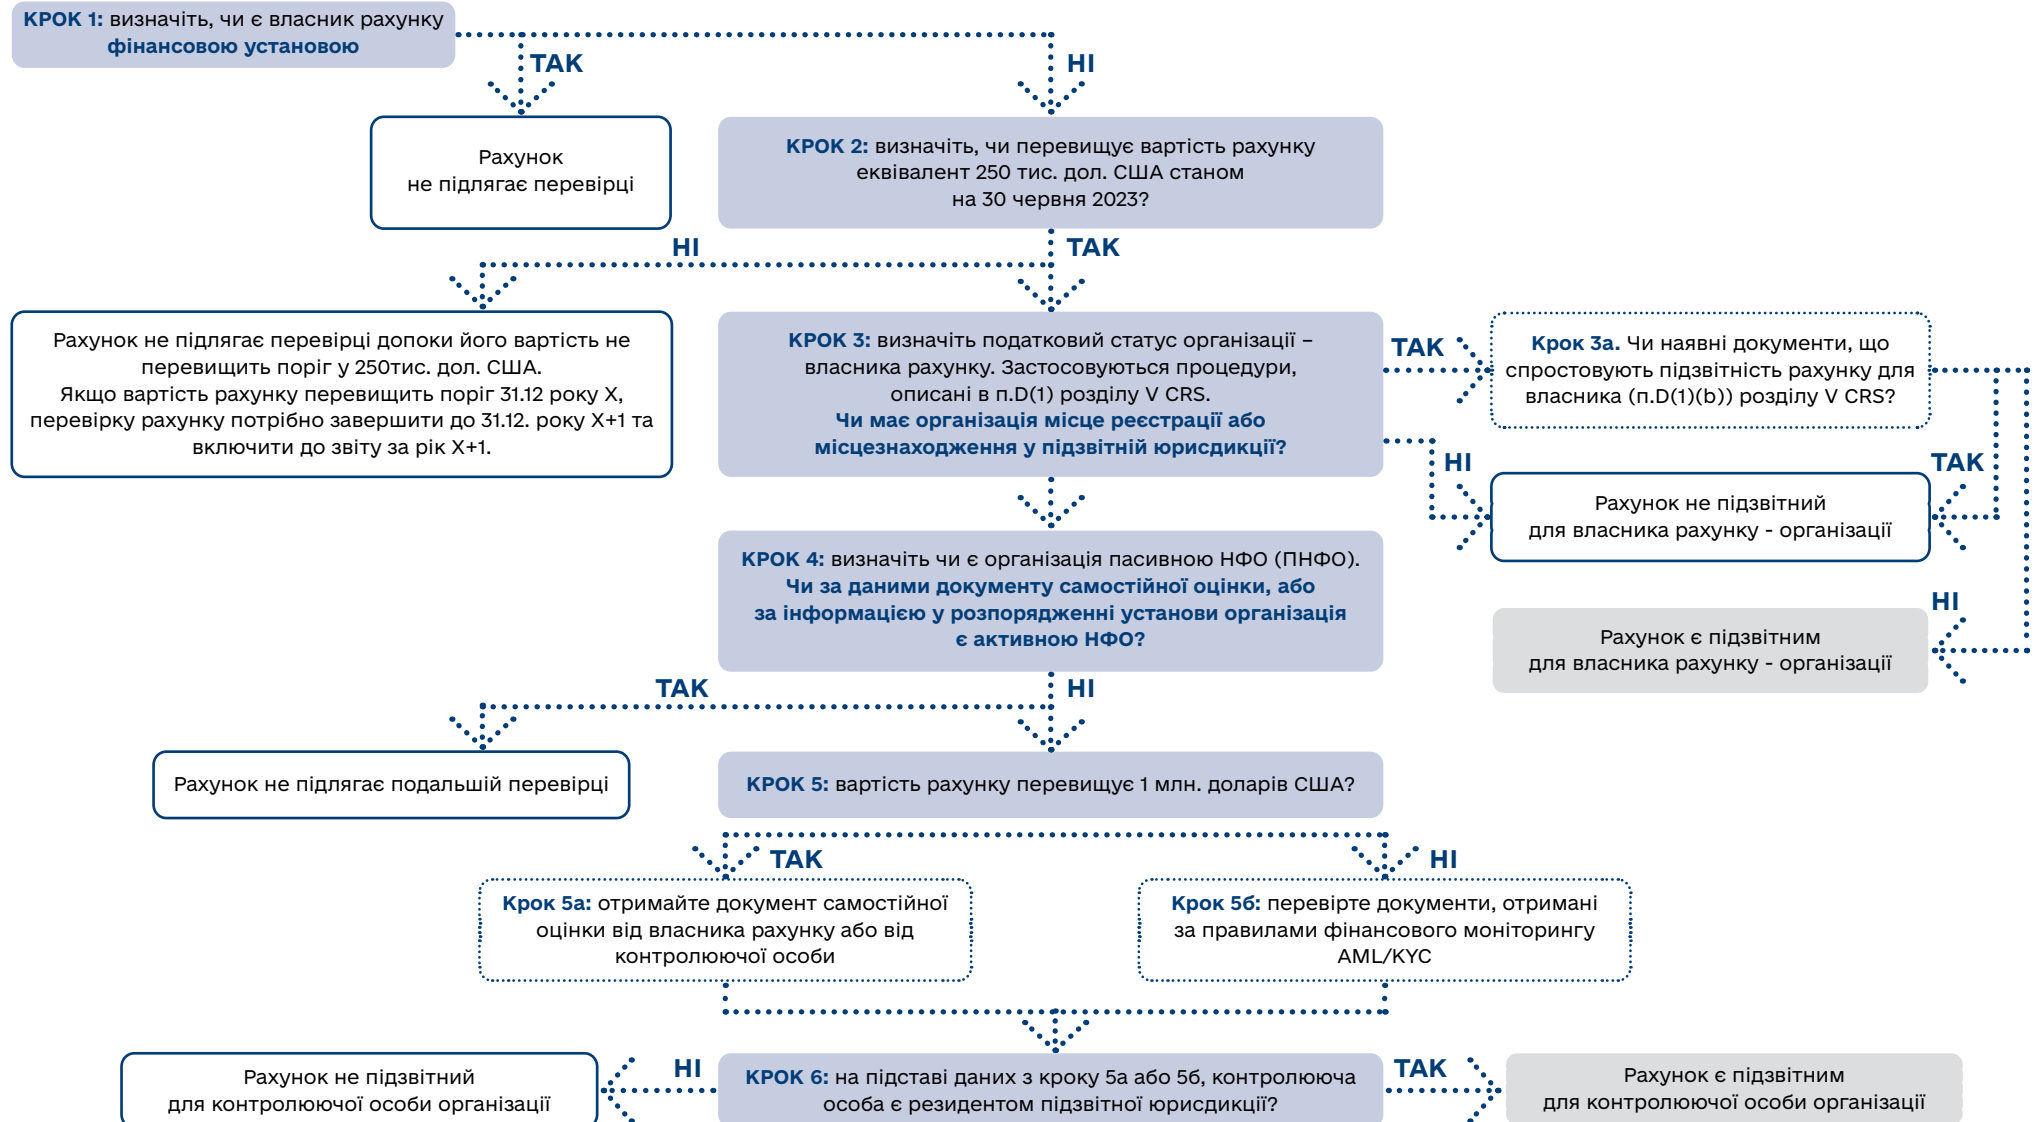 КРОК 1: визначіть, чи є власник рахунку
фінансовою установою
ТАК
НІ
Рахунок
не підлягає перевірці
КРОК 2: визначіть, чи перевищує вартість рахунку
еквівалент 250 тис. дол. США станом
на 30 червня 2023?
НІ
ТАК
Рахунок не підлягає перевірці допоки його вартість не
перевищить поріг у 250тис. дол. США.
Якщо вартість рахунку перевищить поріг 31.12 року X,
перевірку рахунку потрібно завершити до 31.12. року X+1 та
включити до звіту за рік X+1.
КРОК 3: визначіть податковий статус організації –
власника рахунку. Застосовуються процедури,
описані в п.D(1) розділу V CRS.
Чи має організація місце реєстрації або
місцезнаходження у підзвітній юрисдикції?
ТАК
Крок 3а. Чи наявні документи, що
спростовують підзвітність рахунку для
власника (п.D(1)(b)) розділу V CRS?
НІ
ТАК
Рахунок не підзвітний
для власника рахунку - організації
КРОК 4: визначіть чи є організація пасивною НФО (ПНФО).
Чи за даними документу самостійної оцінки, або
за інформацією у розпорядженні установи організація
є активною НФО?
НІ
Рахунок є підзвітним
для власника рахунку - організації
ТАК
НІ
Рахунок не підлягає подальшій перевірці
КРОК 5: вартість рахунку перевищує 1 млн. доларів США?
ТАК
НІ
Крок 5а: отримайте документ самостійної
оцінки від власника рахунку або від
контролюючої особи
Крок 5б: перевірте документи, отримані
за правилами фінансового моніторингу
AML/KYC
Рахунок не підзвітний
для контролюючої особи організації
НІ
КРОК 6: на підставі даних з кроку 5а або 5б, контролююча
особа є резидентом підзвітної юрисдикції?
ТАК
Рахунок є підзвітним
для контролюючої особи організації